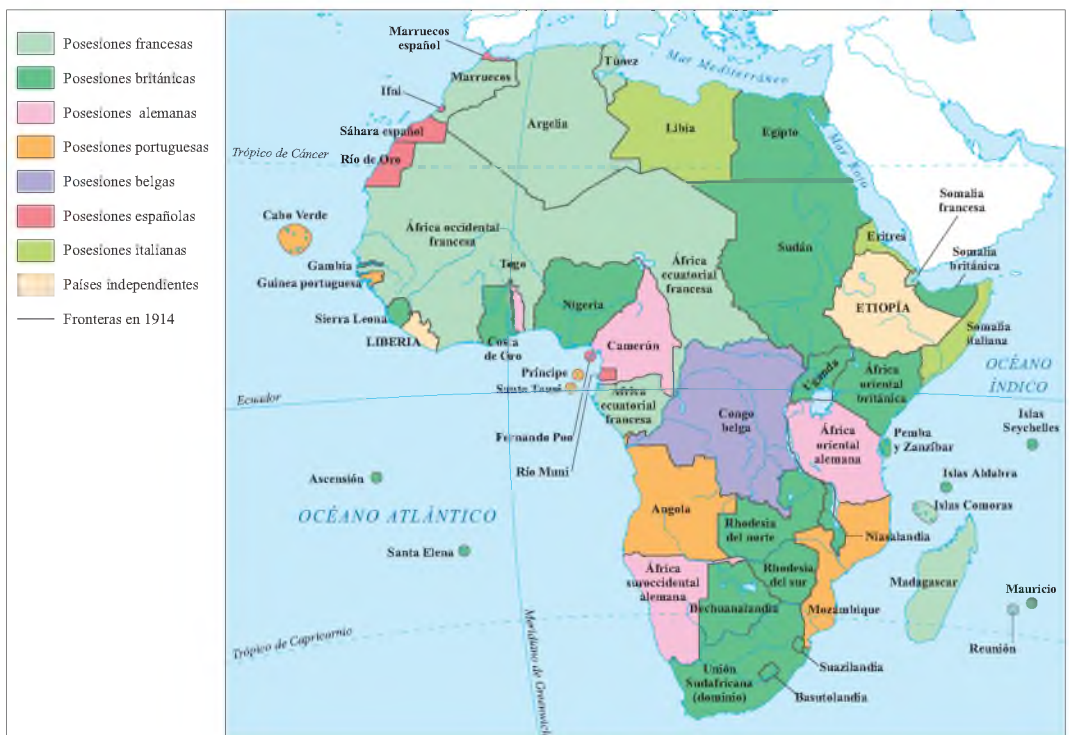 Posesiones francesas
Posesiones británicas
Posesiones alemanas
Posesiones portuguesas
Posesiones belgas
Posesiones españolas
Posesiones italianas
Países independientes
Fronteras en 1914
Marruecos
español
Mar Mediterráneo
Marruecos
Túnez
Ifni
Argelia
Libia
Egipto
Sáhara español
Trópico de Cáncer
Río de Oro
Mar Rojo
Somalia
francesa
Cabo Verde
África occidental
francesa
Sudán
Eritrea
Somalia
británica
África
ecuatorial
francesa
Gambia
Togo
Guinea portuguesa
Nigeria
ETIOPÍA
Sierra Leona
LIBERIA
Costa
de Oro
Camerún
Somalia
italiana
OCÉANO
ÍNDICO
Príncipe
Santo Tomé
Uganda
África
oriental
británica
Ecuador
África
ecuatorial
francesa
Congo
belga
Islas
Seychelles
Fernando Poo
África
oriental
alemana
Pemba
y Zanzíbar
Río Muni
Ascensión
Islas Aldabra
OCÉANO ATLÁNTICO
Angola
Islas Comoras
Rhodesia
del norte
Niasalandia
Santa Elena
África
suroccidental
alemana
Rhodesia
del sur
Madagascar
Mauricio
Bechuanalandia
Mozambique
Trópico de Capricornio
Meridiano de Greenwich
Reunión
Suazilandia
Unión
Sudafricana
(dominio)
Basutolandia